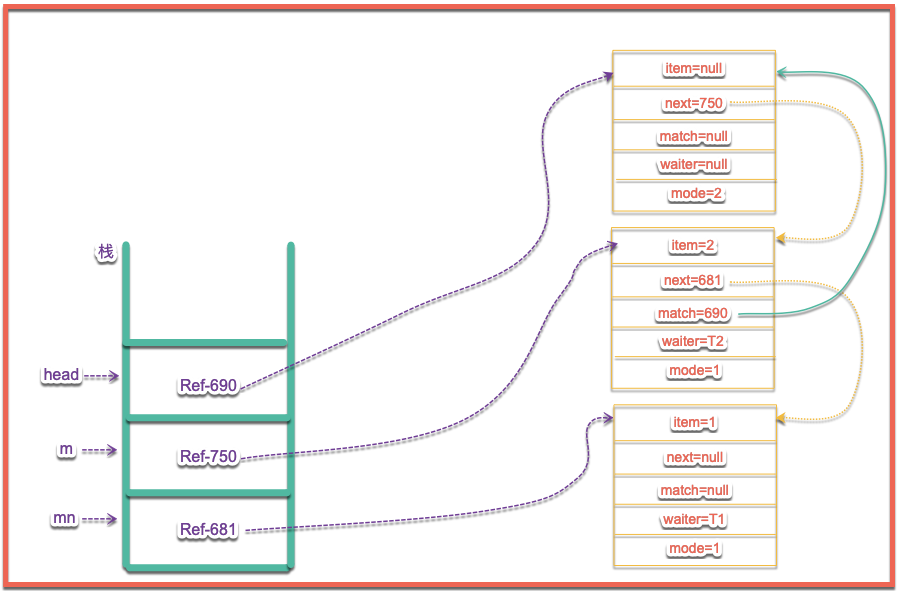 栈
head
Ref-690
m
Ref-750
mn
Ref-681
item=null
next=750
match=null
waiter=null
mode=2
item=2
next=681
match=690
waiter=T2
mode=1
item=1
next=null
match=null
waiter=T1
mode=1